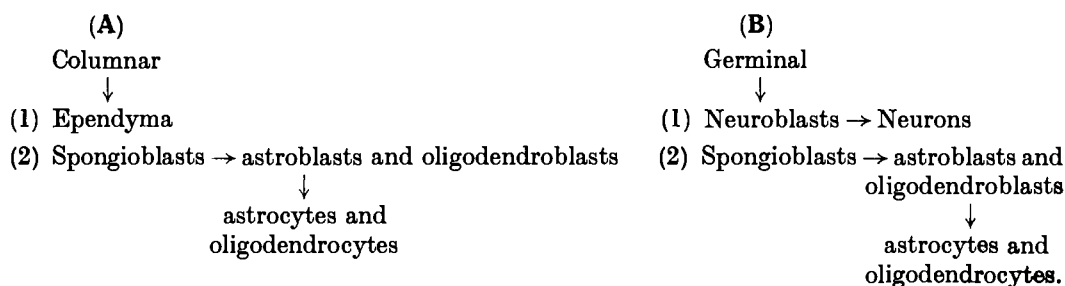 (A)
Columnar
↓
(1) Ependyma
(2) Spongioblasts → astroblasts and oligodendroblasts
↓
astrocytes and
oligodendrocytes
(B)
Germinal
↓
(1) Neuroblasts → Neurons
(2) Spongioblasts → astroblasts and
oligodendroblasts
↓
astrocytes and
oligodendrocytes.